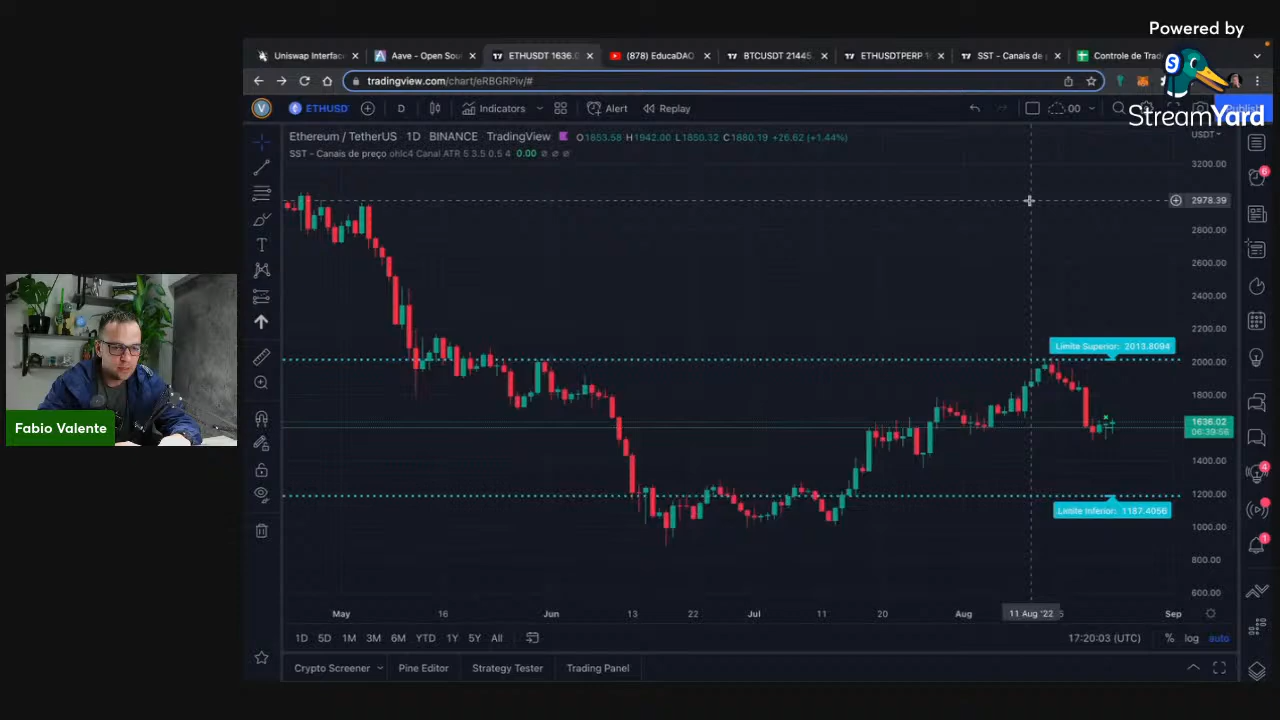 Powered by
StreamYard
Uniswap Interfac
Aave - Open Sou
ETHUSDT 1636.0
(878) EducaDAO
BTCUSDT 21445.
ETHUSDTPERP
SST - Canais de p
Controle de Trad
tradingview.com/chart/eRBGRPiv/#
ETHUSD
D
Indicators
Alert
Replay
Ethereum / TetherUS 1D BINANCE TradingView O1853.58 H1942.00 L1850.32 C1880.19 +26.62 (+1.44%)
USDT
SST - Canais de preço ohlc4 Canal ATR 5 3.5 0.5 4 0.00
3200.00
2978.39
2800.00
2600.00
2400.00
2200.00
Limite Superior: 2013.8094
2000.00
1800.00
1636.02
06:39:56
Fabio Valente
1400.00
1200.00
Limite Inferior: 1187.4056
1000.00
800.00
600.00
May 16 Jun 13 22 Jul 11 20 Aug 11 Aug '22 Sep
1D 5D 1M 3M 6M YTD 1Y 5Y All
17:20:03 (UTC) % log auto
Crypto Screener Pine Editor Strategy Tester Trading Panel